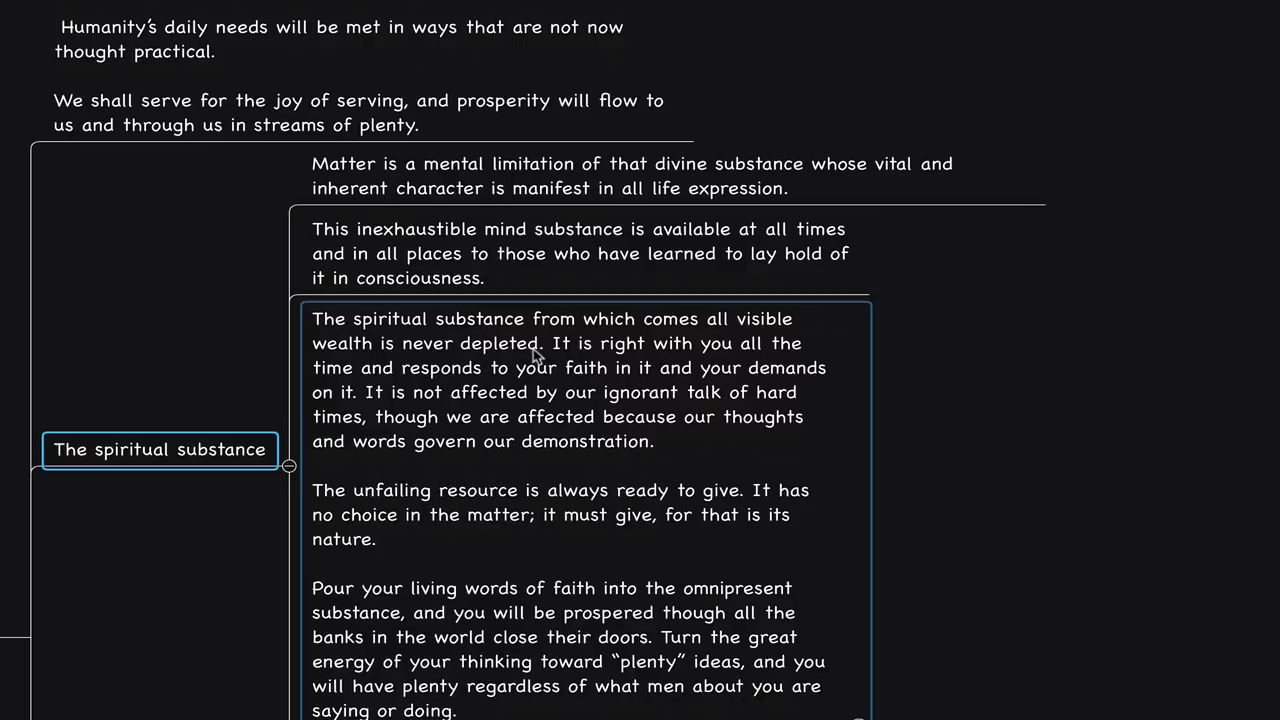 Humanity's daily needs will be met in ways that are not now
thought practical.
We shall serve for the joy of serving, and prosperity will flow to
us and through us in streams of plenty.
Matter is a mental limitation of that divine substance whose vital and
inherent character is manifest in all life expression.
This inexhaustible mind substance is available at all times
and in all places to those who have learned to lay hold of
it in consciousness.
The spiritual substance from which comes all visible
wealth is never depleted. It is right with you all the
time and responds to your faith in it and your demands
on it. It is not affected by our ignorant talk of hard
times, though we are affected because our thoughts
and words govern our demonstration.
The spiritual substance
The unfailing resource is always ready to give. It has
no choice in the matter; it must give, for that is its
nature.
Pour your living words of faith into the omnipresent
substance, and you will be prospered though all the
banks in the world close their doors. Turn the great
energy of your thinking toward “plenty” ideas, and you
will have plenty regardless of what men about you are
saying or doing.